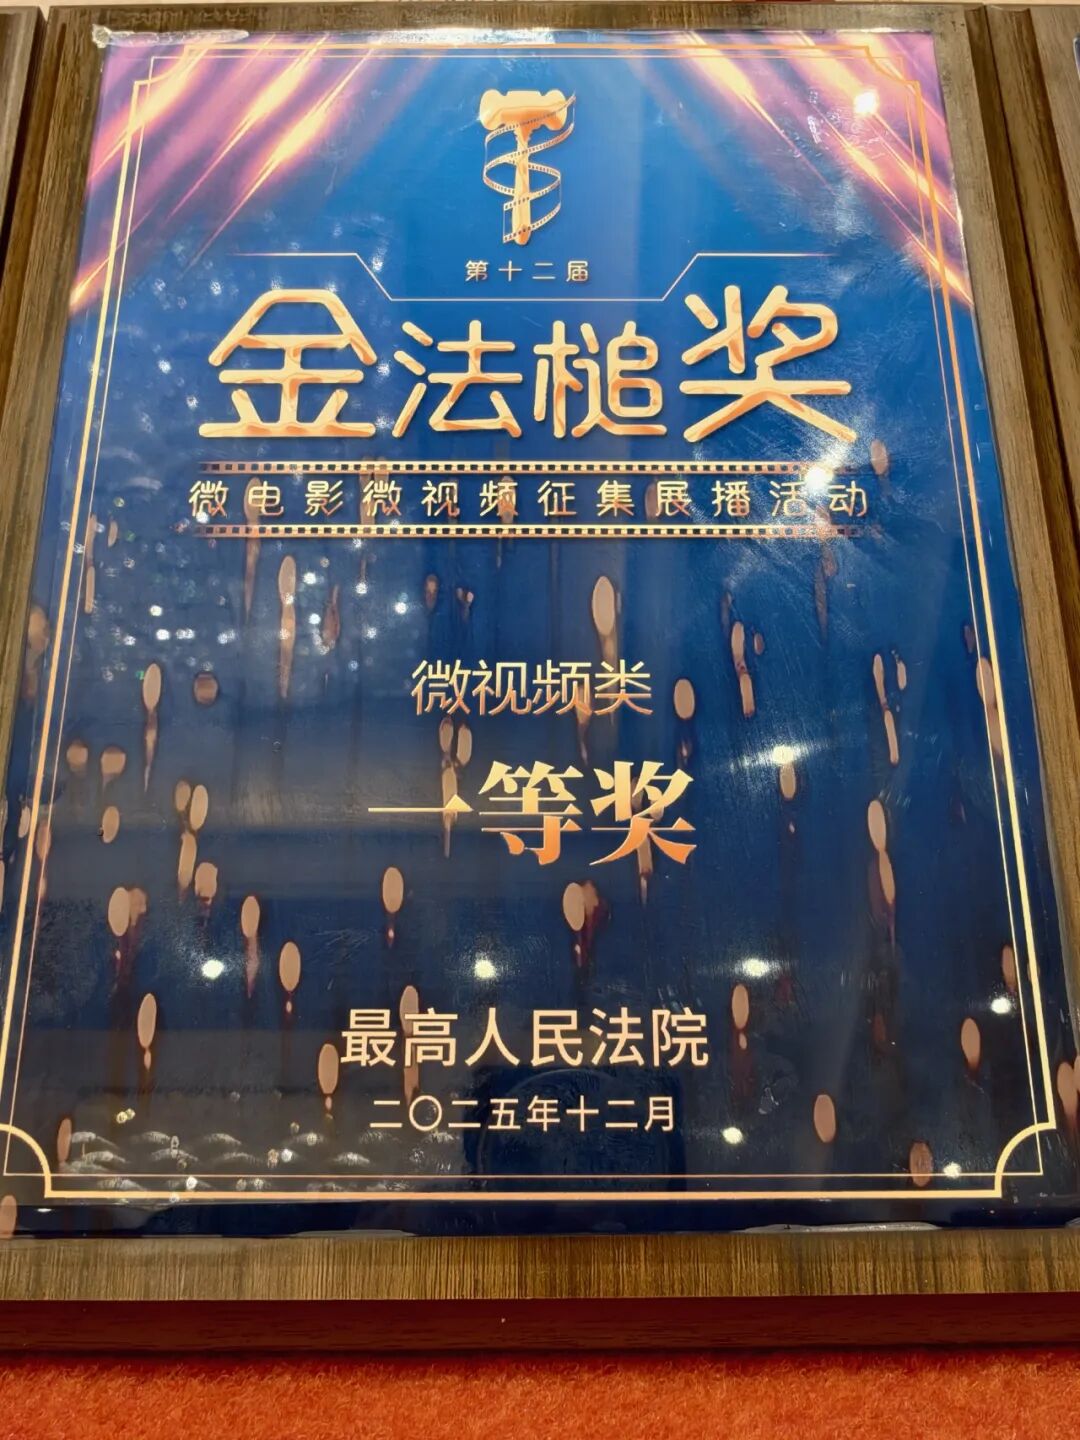 第十二届
金法槌奖
微电影微视频征集展播活动
微视频类
一等奖
最高人民法院
二〇二五年十二月